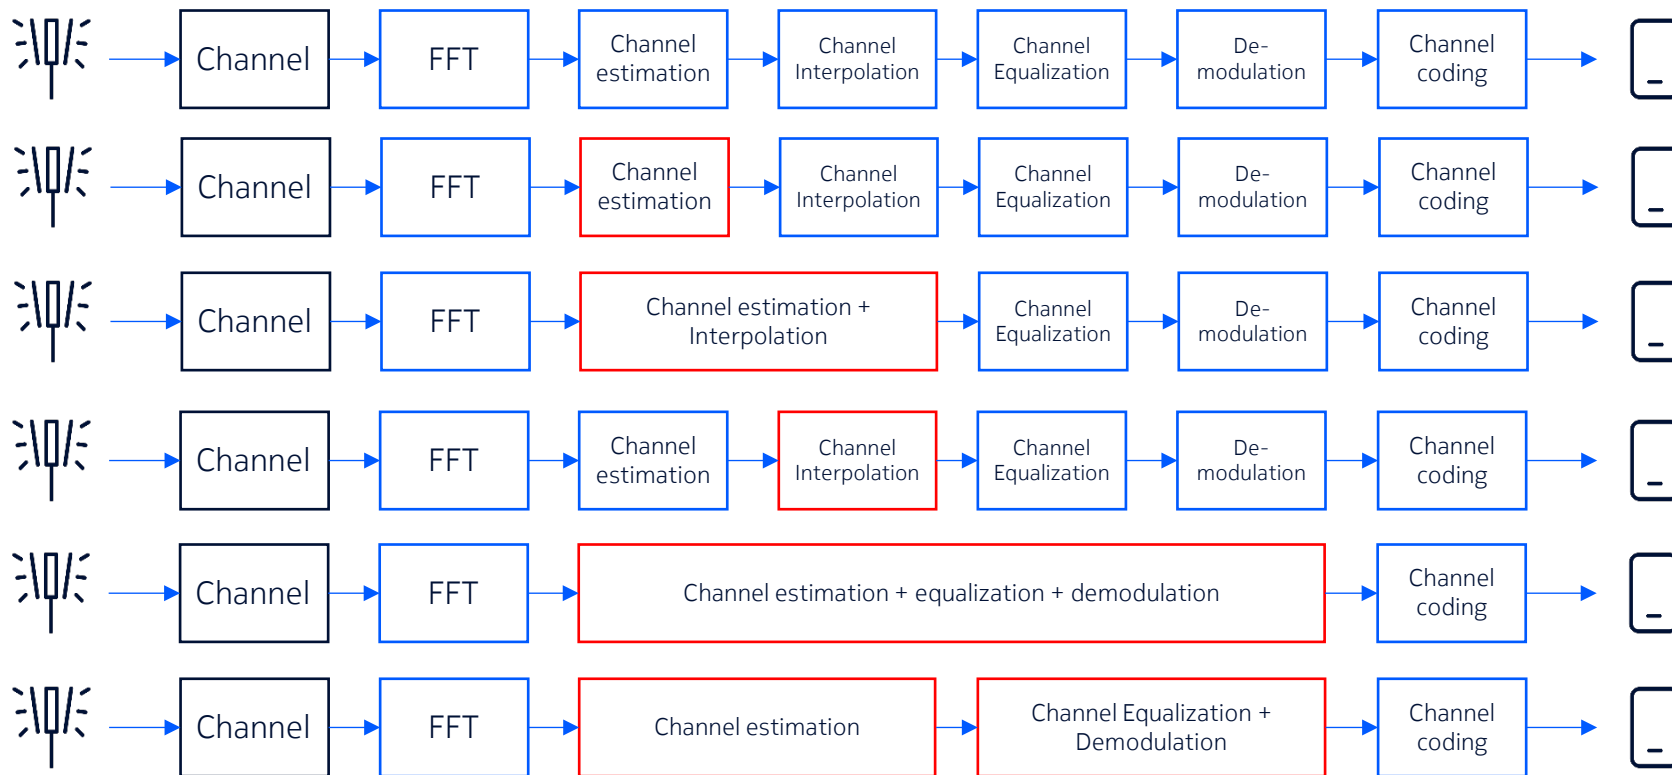 Channel
FFT
Channel
estimation
Channel
Interpolation
Channel
Equalization
De-
modulation
Channel
coding
Channel
FFT
Channel
estimation
Channel
Interpolation
Channel
Equalization
De-
modulation
Channel
coding
Channel
FFT
Channel estimation +
Interpolation
Channel
Equalization
De-
modulation
Channel
coding
Channel
FFT
Channel
estimation
Channel
Interpolation
Channel
Equalization
De-
modulation
Channel
coding
Channel
FFT
Channel estimation + equalization + demodulation
Channel
coding
Channel
FFT
Channel estimation
Channel Equalization +
Demodulation
Channel
coding